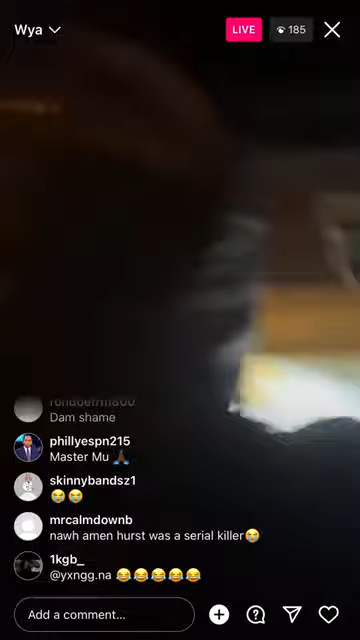 Wya
LIVE
185
Dam shame
phillyespn215
Master Mu 🙏🏿
skinnybandsz1
😭😭
mrcalmdownb
nawh amen hurst was a serial killer😭
1kgb_
@yxngg.na 😂😂😂😂😂
Add a comment...